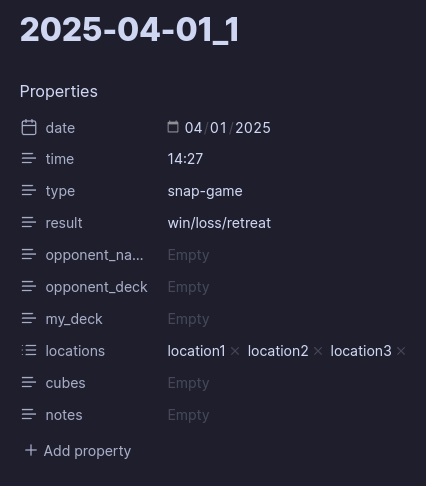 2025-04-01_1
Properties
date 04/01/2025
time 14:27
type snap-game
result win/loss/retreat
opponent_na... Empty
opponent_deck Empty
my_deck Empty
locations location1 × location2 × location3 ×
cubes Empty
notes Empty
+ Add property